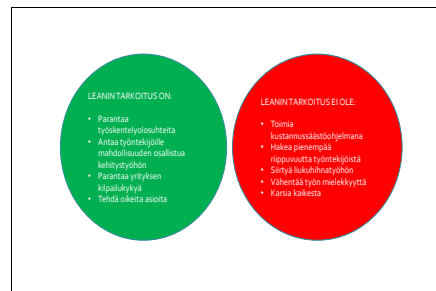 LEANIN TARKOITUS ON:
• Parantaa
työskentelyolosuhteita
• Antaa työntekijöille
mahdollisuuden osallistua
kehitystyöhön
• Parantaa yrityksen
kilpailukykyä
• Tehdä oikeita asioita
LEANIN TARKOITUS EI OLE:
• Toimia
kustannussäästöohjelmana
• Hakea pienempää
riippuvuutta työntekijöistä
• Siirtyä liukuhihnatyöhön
• Vähentää työn mielekkyyttä
• Karsia kaikesta